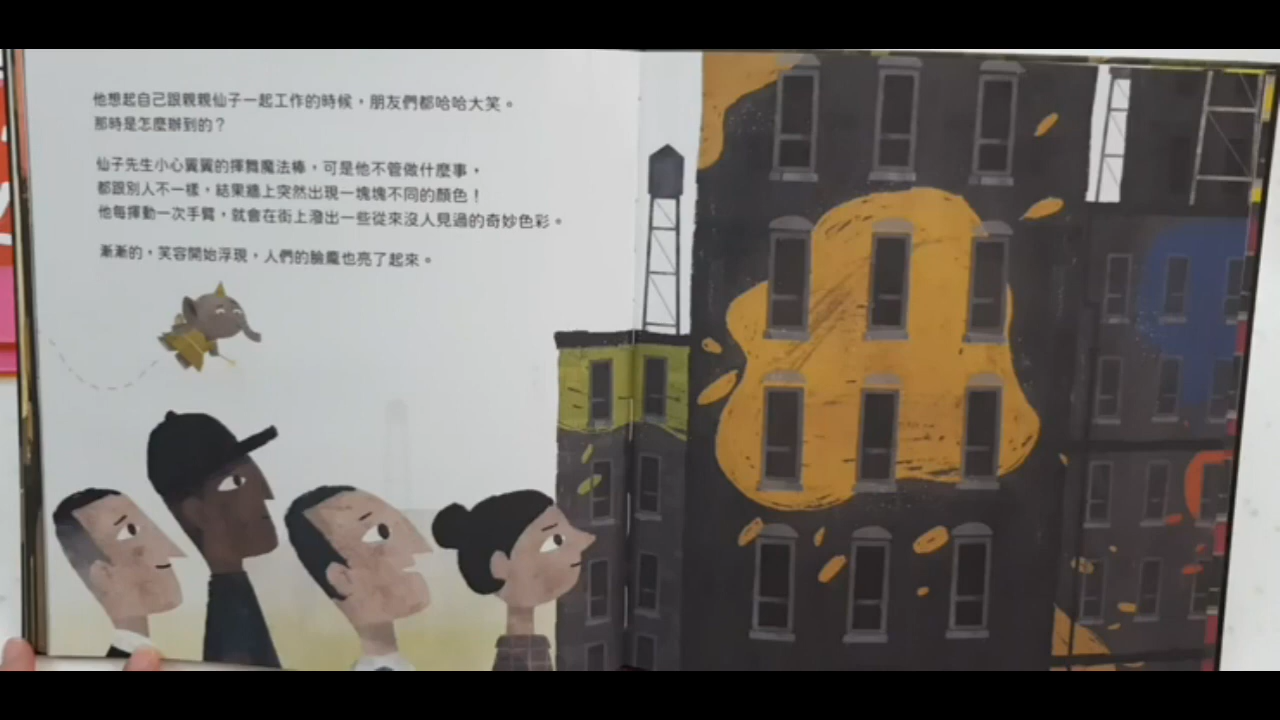 他想起自己跟親親仙子一起工作的時候，朋友們都哈哈大笑。
那時是怎麼辦到的？
仙子先生小心翼翼的揮舞魔法棒，可是他不管做什麼事，
都跟別人不一樣，結果牆上突然出現一塊塊不同的顏色！
他每揮動一次手臂，就會在街上潑出一些從來沒人見過的奇妙色彩。
漸漸的，笑容開始浮現，人們的臉龐也亮了起來。